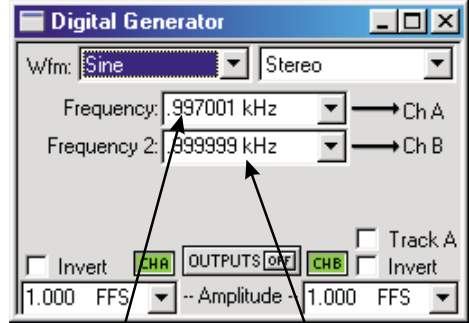 Digital Generator
Wfm: Sine Stereo
Frequency: .997001 kHz Ch A
Frequency 2: .999999 kHz Ch B
Track A
Invert CHA OUTPUTS OFF CHB Invert
1.000 FFS -- Amplitude -- 1.000 FFS